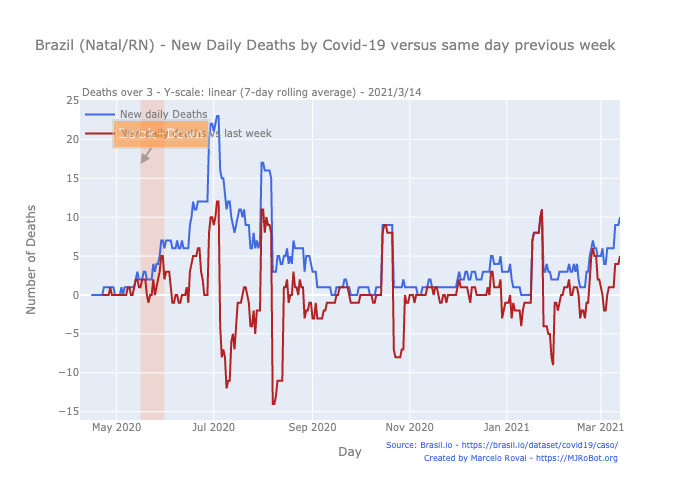 Brazil (Natal/RN) - New Daily Deaths by Covid-19 versus same day previous week
Deaths over 3 - Y-scale: linear (7-day rolling average) - 2021/3/14
New daily Deaths
New daily deaths vs last week
25
20
15
10
5
0
−5
−10
−15
Number of Deaths
May 2020
Jul 2020
Sep 2020
Nov 2020
Jan 2021
Mar 2021
Day
Source: Brasil.io - https://brasil.io/dataset/covid19/caso/
Created by Marcelo Rovai - https://MJRoBot.org